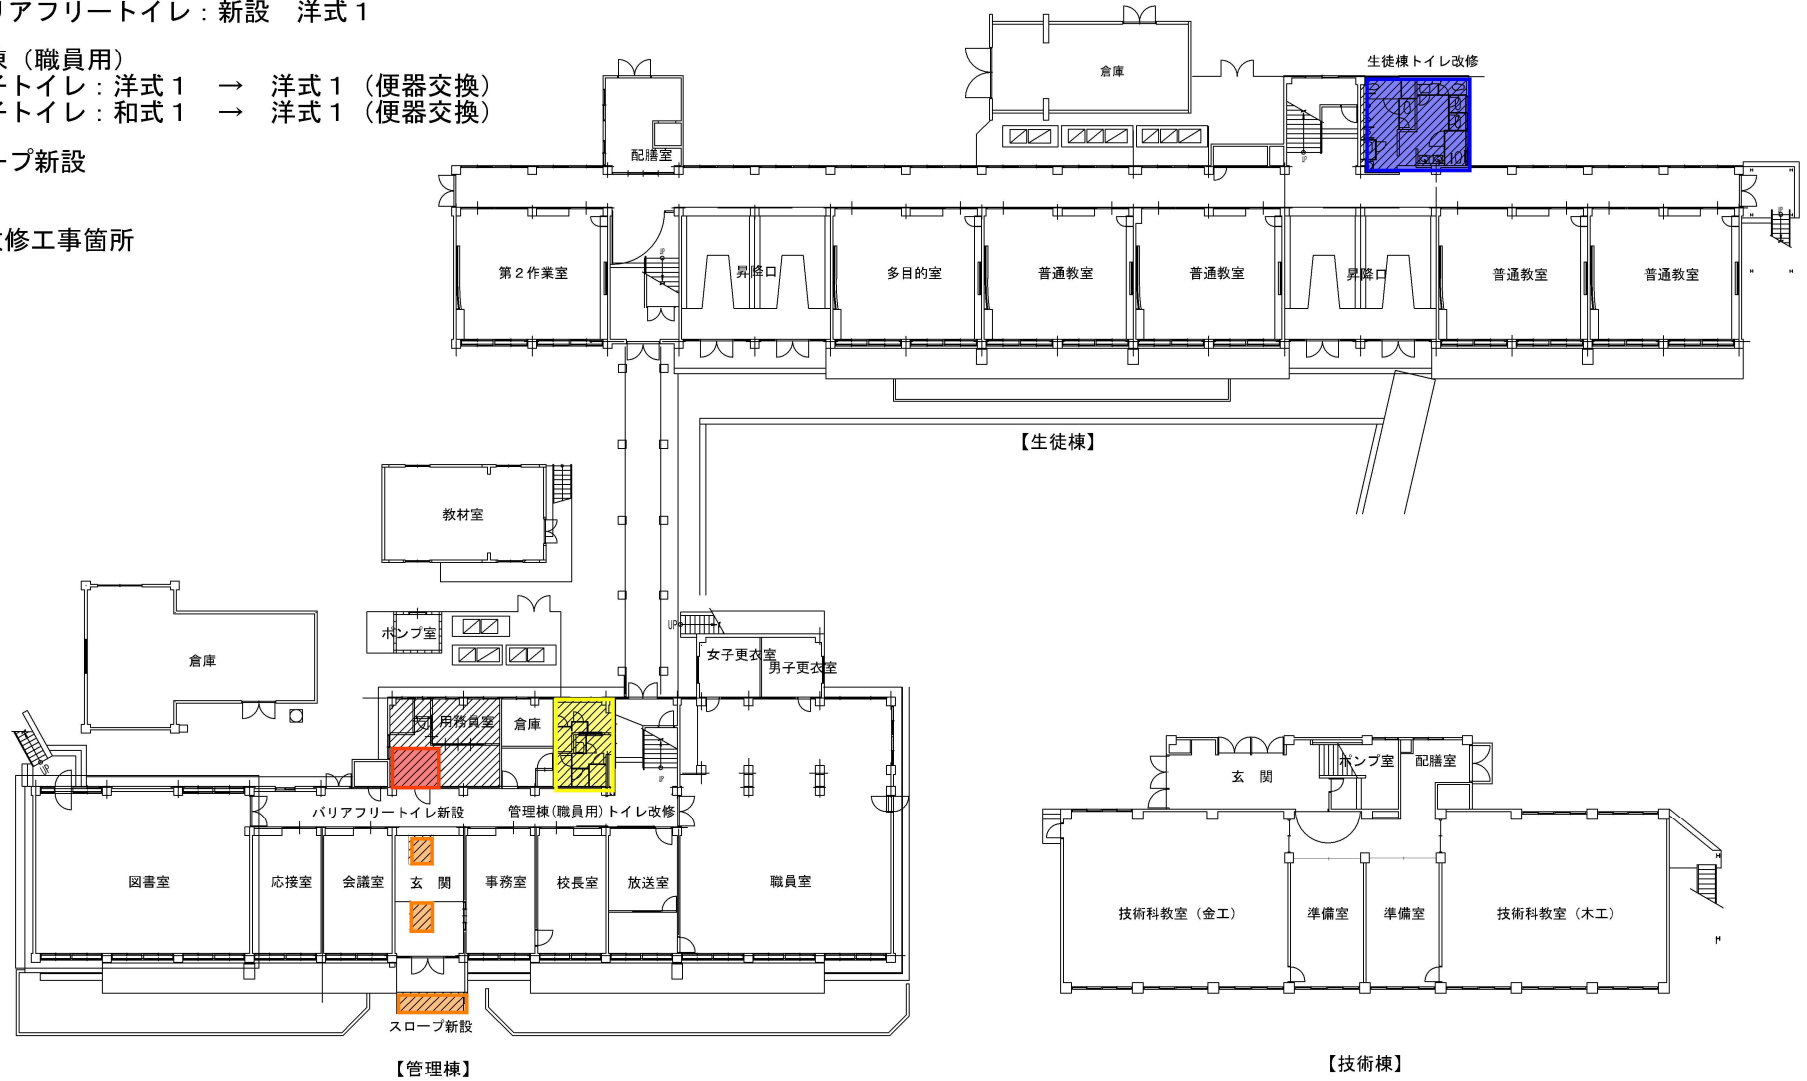 リアフリートイレ：新設　洋式１
棟（職員用）
子トイレ：洋式１　→　洋式１（便器交換）
子トイレ：和式１　→　洋式１（便器交換）
ープ新設
改修工事箇所
倉庫
生徒棟トイレ改修
配膳室
UP
UP
UP
第２作業室
昇降口
多目的室
普通教室
普通教室
昇降口
普通教室
普通教室
【生徒棟】
教材室
ポンプ室
倉庫
UP
女子更衣室
男子更衣室
用務員室
倉庫
UP
UP
バリアフリートイレ新設
管理棟(職員用)トイレ改修
図書室
応接室
会議室
玄　関
事務室
校長室
放送室
職員室
スロープ新設
【管理棟】
玄　関
ポンプ室
配膳室
技術科教室（金工）
準備室
準備室
技術科教室（木工）
【技術棟】